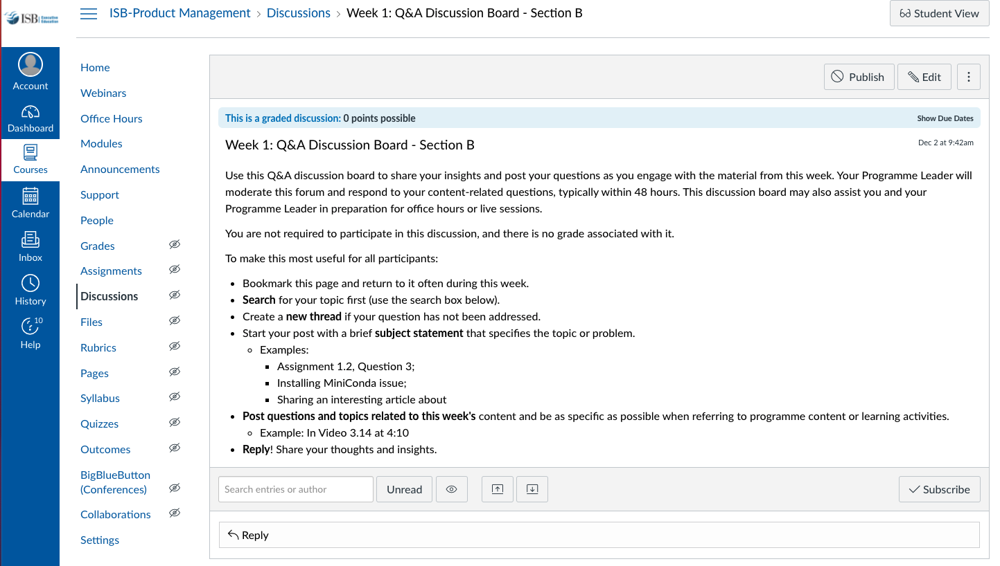 ISB Executive Education
ISB-Product Management › Discussions › Week 1: Q&A Discussion Board - Section B
Student View
Account
Dashboard
Courses
Calendar
Inbox
History
10
Help
Home
Webinars
Office Hours
Modules
Announcements
Support
People
Grades
Assignments
Discussions
Files
Rubrics
Pages
Syllabus
Quizzes
Outcomes
BigBlueButton
(Conferences)
Collaborations
Settings
Publish
Edit
This is a graded discussion: 0 points possible
Show Due Dates
Week 1: Q&A Discussion Board - Section B
Dec 2 at 9:42am
Use this Q&A discussion board to share your insights and post your questions as you engage with the material from this week. Your Programme Leader will
moderate this forum and respond to your content-related questions, typically within 48 hours. This discussion board may also assist you and your
Programme Leader in preparation for office hours or live sessions.
You are not required to participate in this discussion, and there is no grade associated with it.
To make this most useful for all participants:
Bookmark this page and return to it often during this week.
Search for your topic first (use the search box below).
Create a new thread if your question has not been addressed.
Start your post with a brief subject statement that specifies the topic or problem.
Examples:
Assignment 1.2, Question 3;
Installing MiniConda issue;
Sharing an interesting article about
Post questions and topics related to this week's content and be as specific as possible when referring to programme content or learning activities.
Example: In Video 3.14 at 4:10
Reply! Share your thoughts and insights.
Search entries or author
Unread
Subscribe
Reply